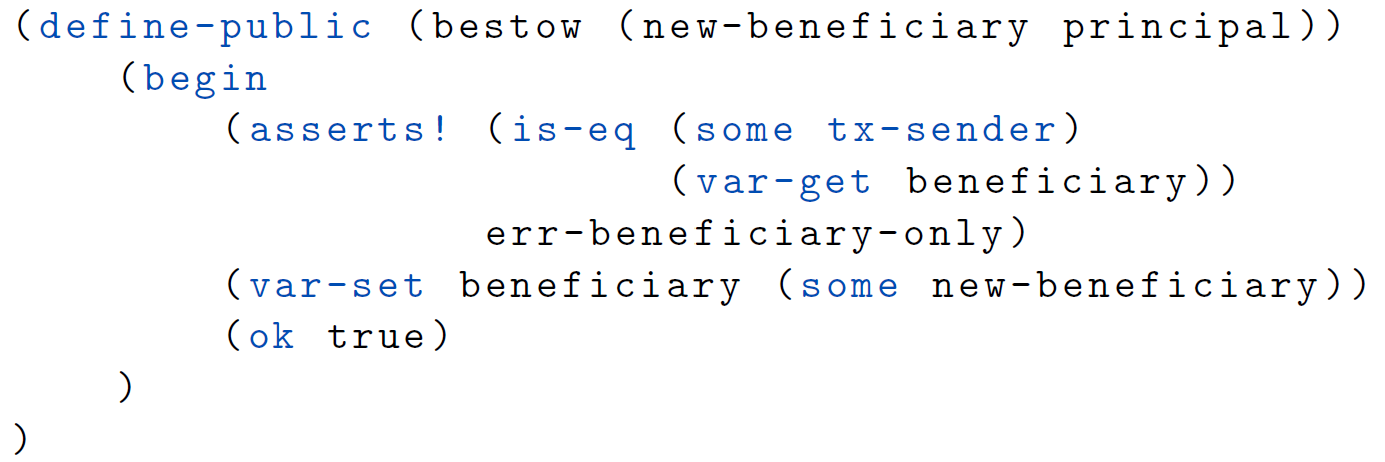 (define-public (bestow (new-beneficiary principal))
(begin
(asserts! (is-eq (some tx-sender)
(var-get beneficiary))
err-beneficiary-only)
(var-set beneficiary (some new-beneficiary))
(ok true)
)
)